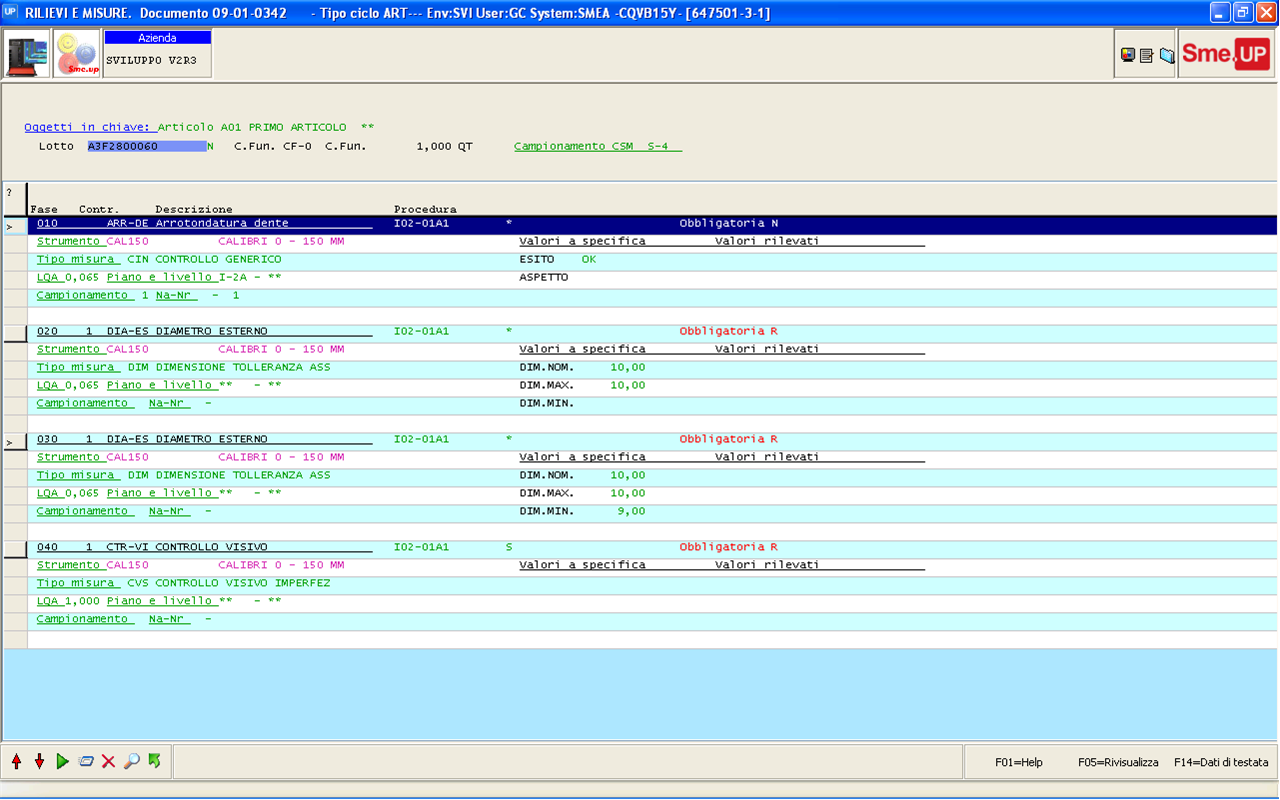 UP RILIEVI E MISURE. Documento 09-01-0342 - Tipo ciclo ART--- Env:SVI User:GC System:SMEA -CQVB15Y- [647501-3-1]
Azienda
SVILUPPO V2R3
Sme.up
Sme.UP
Oggetti in chiave: Articolo A01 PRIMO ARTICOLO **
Lotto A3F2800060 N C.Fun. CF-0 C.Fun. 1,000 QT Campionamento CSM S-4
?
Fase Contr. Descrizione Procedura
> 010 ARR-DE Arrotondatura dente I02-01A1 * Obbligatoria N
Strumento CAL150 CALIBRI 0 - 150 MM Valori a specifica Valori rilevati
Tipo misura CIN CONTROLLO GENERICO ESITO OK
LQA 0,065 Piano e livello I-2A - ** ASPETTO
Campionamento 1 Na-Nr - 1
020 1 DIA-ES DIAMETRO ESTERNO I02-01A1 * Obbligatoria R
Strumento CAL150 CALIBRI 0 - 150 MM Valori a specifica Valori rilevati
Tipo misura DIM DIMENSIONE TOLLERANZA ASS DIM.NOM. 10,00
LQA 0,065 Piano e livello ** - ** DIM.MAX. 10,00
Campionamento Na-Nr - DIM.MIN.
> 030 1 DIA-ES DIAMETRO ESTERNO I02-01A1 * Obbligatoria R
Strumento CAL150 CALIBRI 0 - 150 MM Valori a specifica Valori rilevati
Tipo misura DIM DIMENSIONE TOLLERANZA ASS DIM.NOM. 10,00
LQA 0,065 Piano e livello ** - ** DIM.MAX. 10,00
Campionamento Na-Nr - DIM.MIN. 9,00
040 1 CTR-VI CONTROLLO VISIVO I02-01A1 S Obbligatoria R
Strumento CAL150 CALIBRI 0 - 150 MM Valori a specifica Valori rilevati
Tipo misura CVS CONTROLLO VISIVO IMPERFEZ
LQA 1,000 Piano e livello ** - **
Campionamento Na-Nr -
F01=Help F05=Rivisualizza F14=Dati di testata